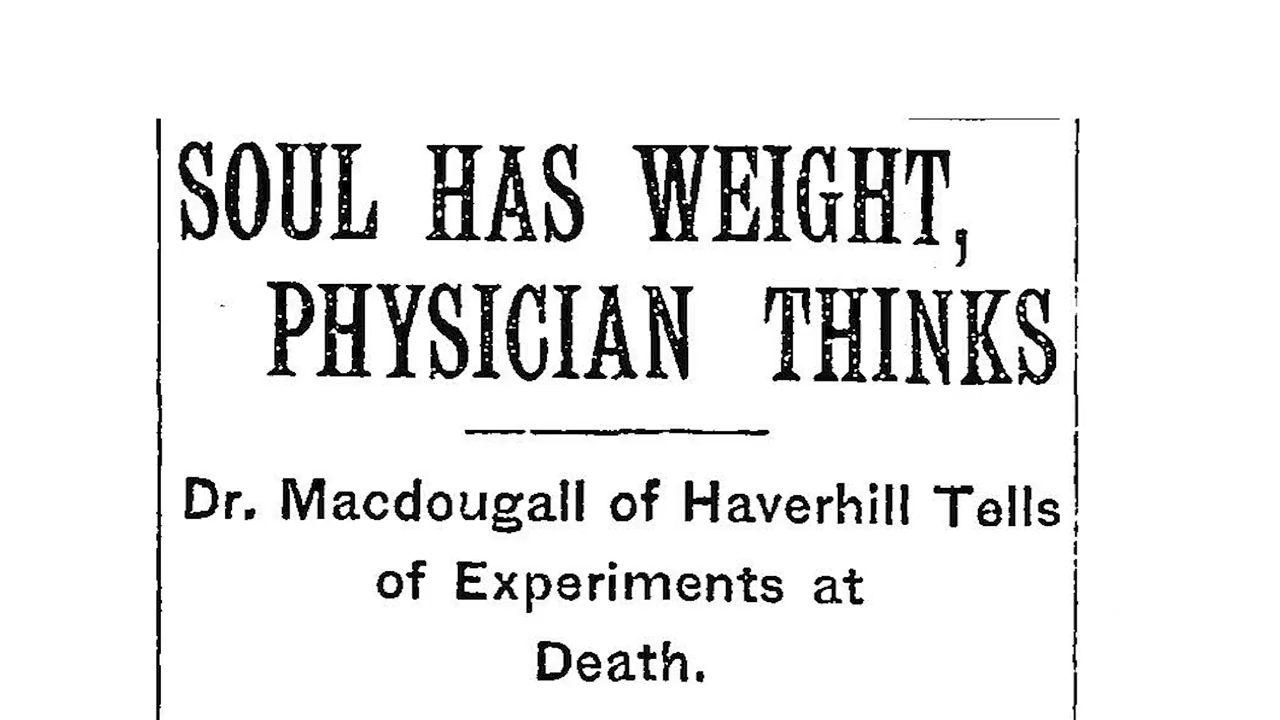 SOUL HAS WEIGHT,
PHYSICIAN THINKS
Dr. Macdougall of Haverhill Tells
of Experiments at
Death.